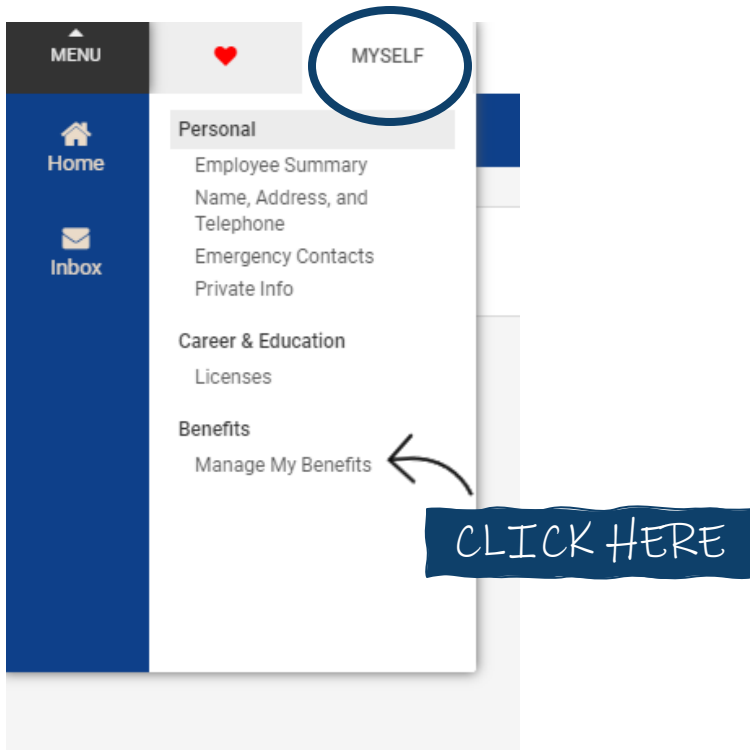 MENU
MYSELF
Home
Inbox
Personal
Employee Summary
Name, Address, and
Telephone
Emergency Contacts
Private Info
Career & Education
Licenses
Benefits
Manage My Benefits
CLICK HERE